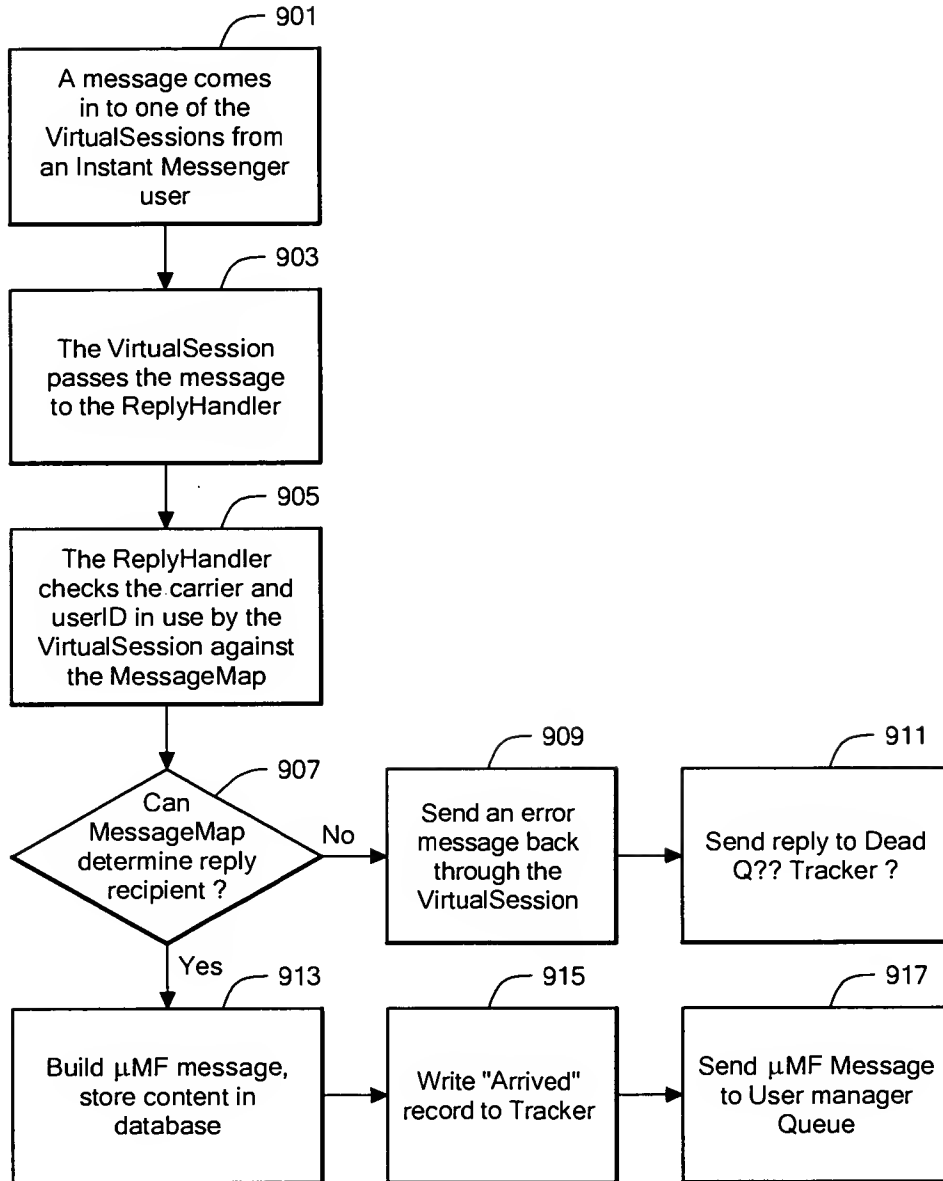 901
A message comes
in to one of the
VirtualSessions from
an Instant Messenger
user
903
The VirtualSession
passes the message
to the ReplyHandler
905
The ReplyHandler
checks the carrier and
userID in use by the
VirtualSession against
the MessageMap
907
Can
MessageMap
determine reply
recipient ?
No
909
Send an error
message back
through the
VirtualSession
911
Send reply to Dead
Q?? Tracker ?
Yes
913
Build μMF message,
store content in
database
915
Write "Arrived"
record to Tracker
917
Send μMF Message
to User manager
Queue